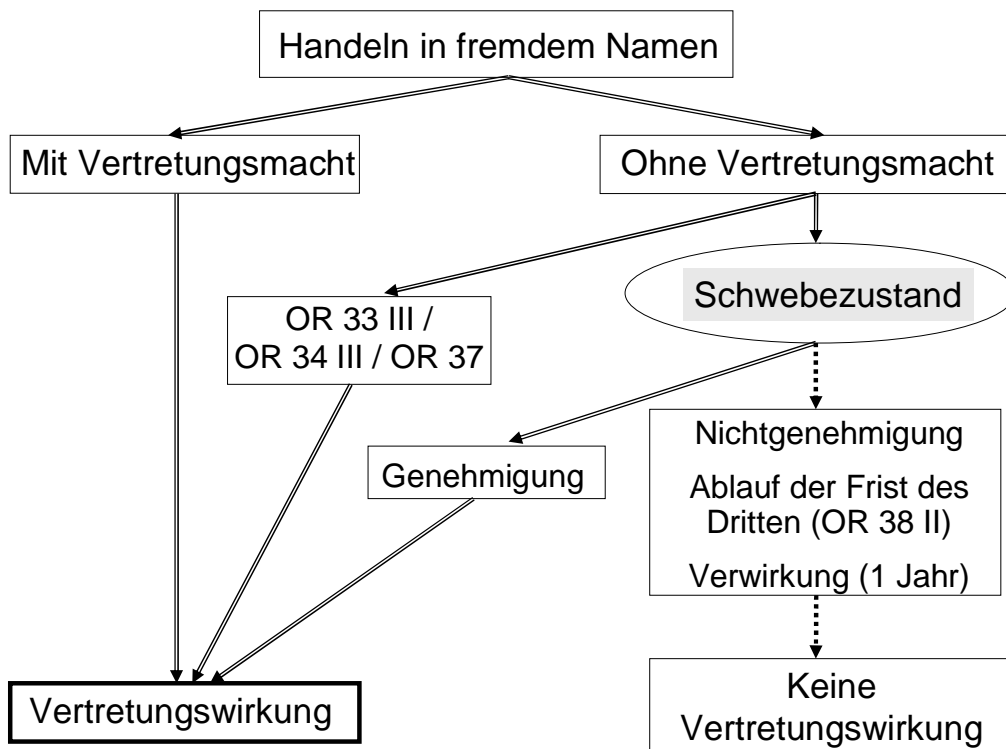 Handeln in fremdem Namen
Mit Vertretungsmacht
Ohne Vertretungsmacht
Schwebezustand
OR 33 III /
OR 34 III / OR 37
Genehmigung
Nichtgenehmigung
Ablauf der Frist des
Dritten (OR 38 II)
Verwirkung (1 Jahr)
Vertretungswirkung
Keine
Vertretungswirkung